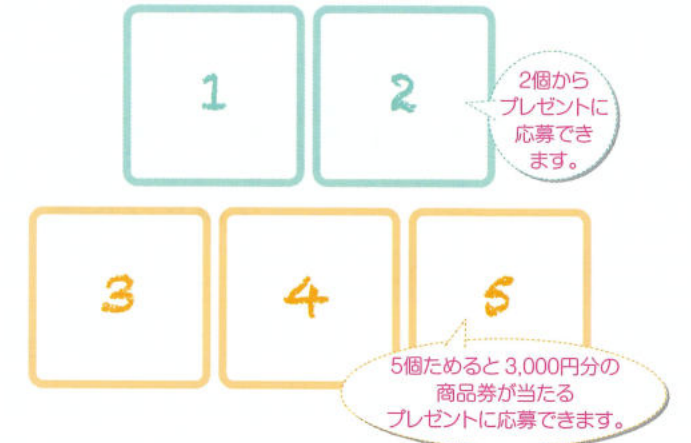 1 2
2個から
プレゼントに
応募でき
ます。
3 4 5
5個ためると3,000円分の
商品券が当たる
プレゼントに応募できます。